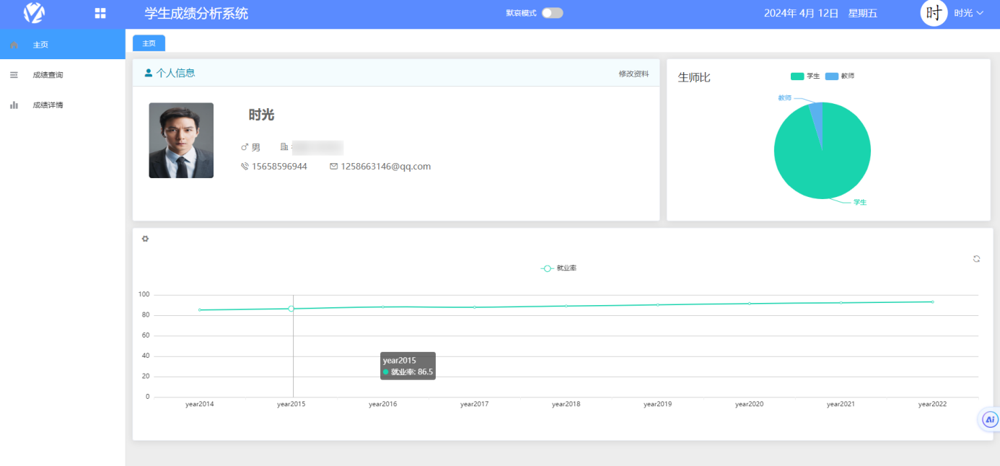 学生成绩分析系统
默哀模式
2024年 4月 12日 星期五
时
时光
主页
成绩查询
成绩详情
主页
个人信息
修改资料
时光
男
15658596944
1258663146@qq.com
生师比
学生
教师
教师
学生
就业率
100
80
60
40
20
0
year2015
就业率: 86.5
year2014
year2015
year2016
year2017
year2018
year2019
year2020
year2021
year2022
Ai